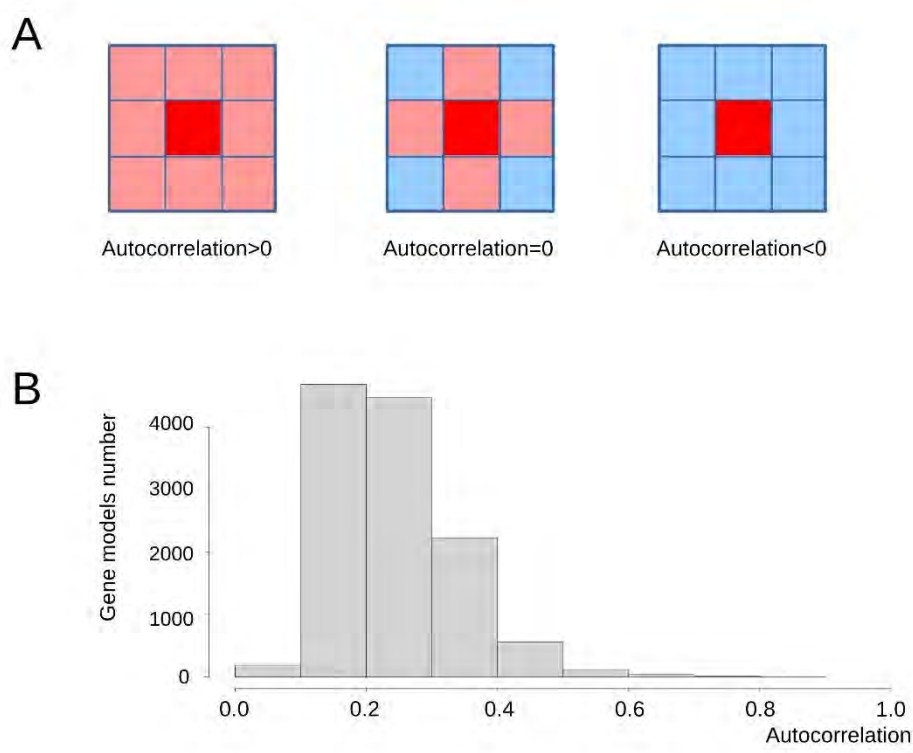 A
Autocorrelation>0
Autocorrelation=0
Autocorrelation<0
B
Gene models number
4000
3000
2000
1000
0
0.0 0.2 0.4 0.6 0.8 1.0
Autocorrelation